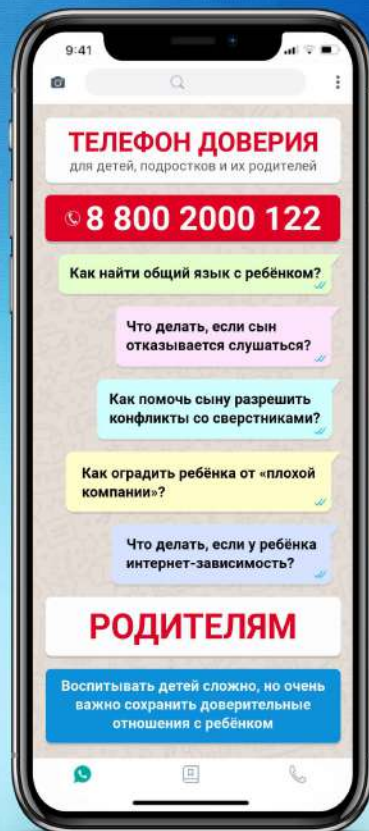 9:41
ТЕЛЕФОН ДОВЕРИЯ
для детей, подростков и их родителей
8 800 2000 122
Как найти общий язык с ребёнком?
Что делать, если сын
отказывается слушаться?
Как помочь сыну разрешить
конфликты со сверстниками?
Как оградить ребёнка от «плохой
компании»?
Что делать, если у ребёнка
интернет-зависимость?
РОДИТЕЛЯМ
Воспитывать детей сложно, но очень
важно сохранить доверительные
отношения с ребёнком